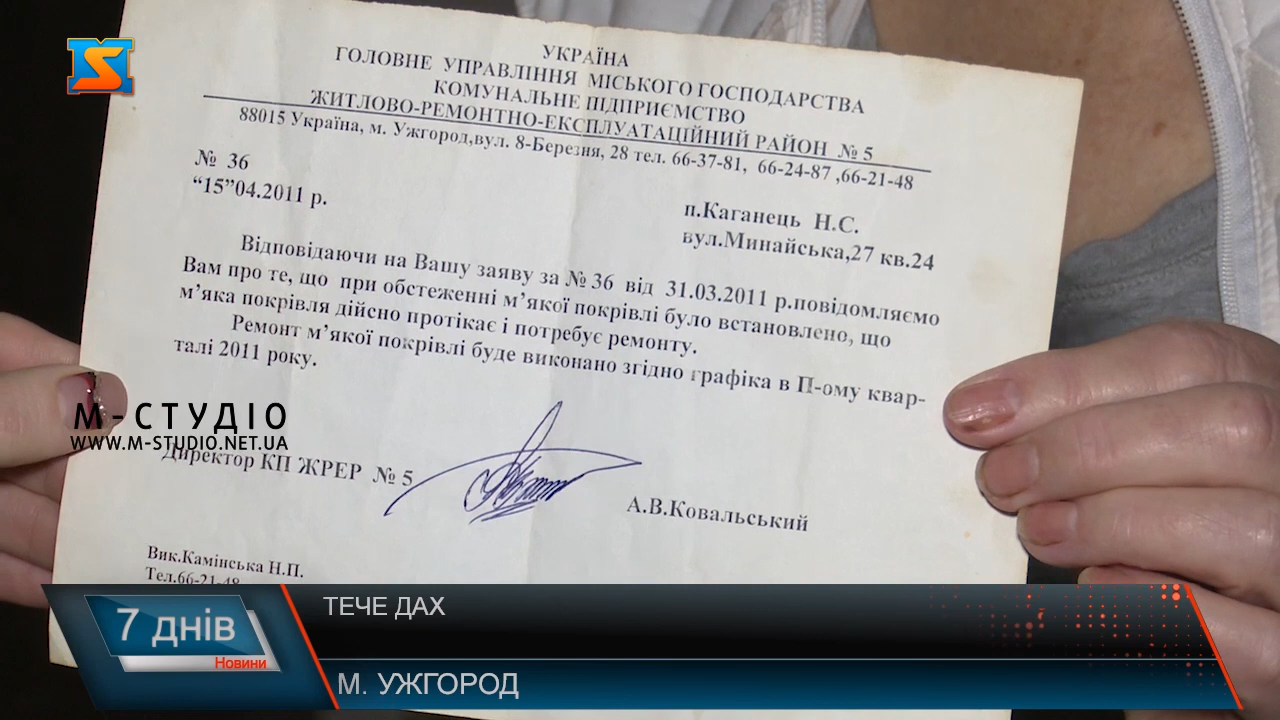 УКРАЇНА
ГОЛОВНЕ УПРАВЛІННЯ МІСЬКОГО ГОСПОДАРСТВА
КОМУНАЛЬНЕ ПІДПРИЄМСТВО
ЖИТЛОВО-РЕМОНТНО-ЕКСПЛУАТАЦІЙНИЙ РАЙОН № 5
88015 Україна, м. Ужгород,вул. 8-Березня, 28 тел. 66-37-81, 66-24-87 ,66-21-48
№ 36
“15”04.2011 р.
п.Каганець Н.С.
вул.Минайська,27 кв.24
Відповідаючи на Вашу заяву за № 36 від 31.03.2011 р.повідомляємо
Вам про те, що при обстеженні м’якої покрівлі було встановлено, що
м’яка покрівля дійсно протікає і потребує ремонту.
Ремонт м’якої покрівлі буде виконано згідно графіка в П-ому квар-
талі 2011 року.
М-СТУДІО
WWW.M-STUDIO.NET.UA
Директор КП ЖРЕР № 5
А.В.Ковальський
Вик.Камінська Н.П.
Тел.66-21-48
7 днів
Новини
ТЕЧЕ ДАХ
М. УЖГОРОД